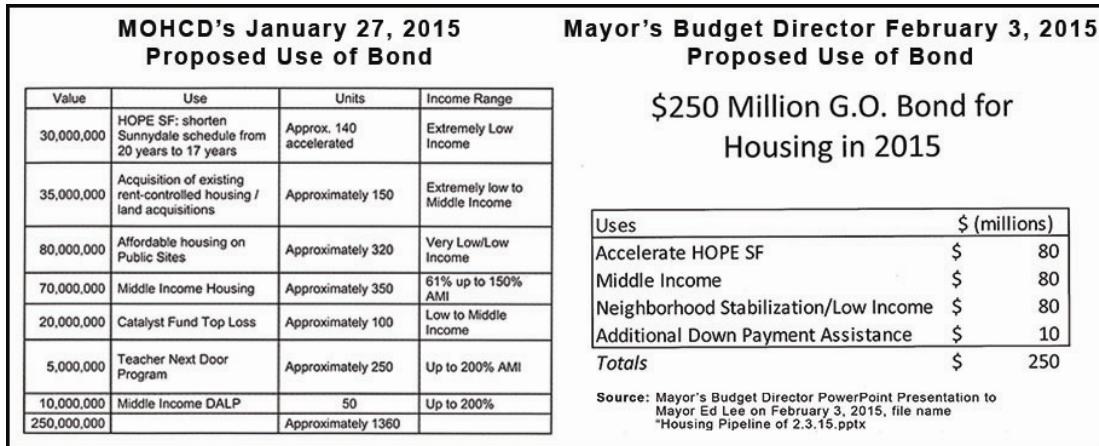 MOHCD's January 27, 2015
Proposed Use of Bond
Value Use Units Income Range
30,000,000 HOPE SF: shorten Sunnydale schedule from 20 years to 17 years Approx. 140 accelerated Extremely Low Income
35,000,000 Acquisition of existing rent-controlled housing / land acquisitions Approximately 150 Extremely low to Middle Income
80,000,000 Affordable housing on Public Sites Approximately 320 Very Low/Low Income
70,000,000 Middle Income Housing Approximately 350 61% up to 150% AMI
20,000,000 Catalyst Fund Top Loss Approximately 100 Low to Middle Income
5,000,000 Teacher Next Door Program Approximately 250 Up to 200% AMI
10,000,000 Middle Income DALP 50 Up to 200%
250,000,000 Approximately 1360
Mayor's Budget Director February 3, 2015
Proposed Use of Bond
$250 Million G.O. Bond for
Housing in 2015
Uses $ (millions)
Accelerate HOPE SF $ 80
Middle Income $ 80
Neighborhood Stabilization/Low Income $ 80
Additional Down Payment Assistance $ 10
Totals $ 250
Source: Mayor's Budget Director PowerPoint Presentation to
Mayor Ed Lee on February 3, 2015, file name
"Housing Pipeline of 2.3.15.pptx